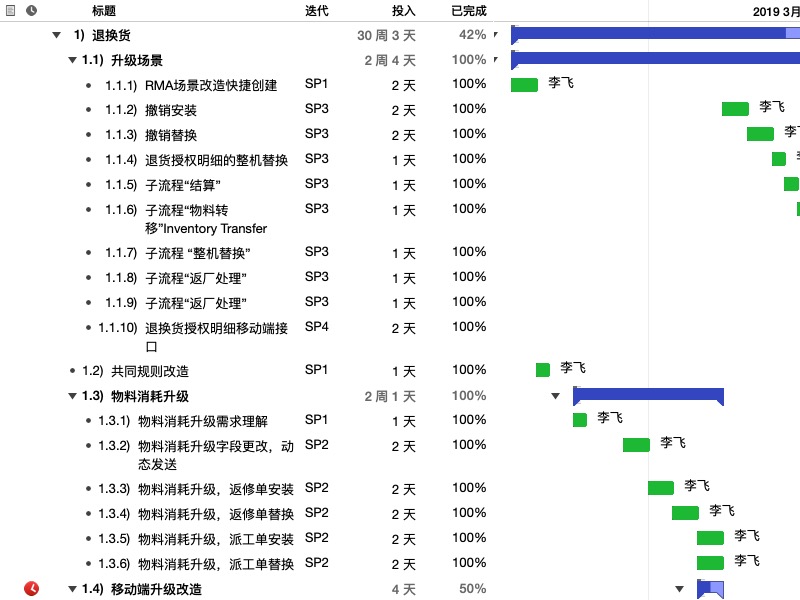 标题 迭代 投入 已完成 2019 3月
1) 退换货 30 周 3 天 42%
1.1) 升级场景 2 周 4 天 100%
1.1.1) RMA场景改造快捷创建 SP1 2 天 100% 李飞
1.1.2) 撤销安装 SP3 2 天 100% 李飞
1.1.3) 撤销替换 SP3 2 天 100% 李
1.1.4) 退货授权明细的整机替换 SP3 1 天 100%
1.1.5) 子流程“结算” SP3 1 天 100%
1.1.6) 子流程“物料转 SP3 1 天 100%
移”Inventory Transfer
1.1.7) 子流程 “整机替换” SP3 1 天 100%
1.1.8) 子流程“返厂处理” SP3 1 天 100%
1.1.9) 子流程“返厂处理” SP3 1 天 100%
1.1.10) 退换货授权明细移动端接 SP4 2 天 100%
口
1.2) 共同规则改造 SP1 1 天 100% 李飞
1.3) 物料消耗升级 2 周 1 天 100%
1.3.1) 物料消耗升级需求理解 SP1 1 天 100% 李飞
1.3.2) 物料消耗升级字段更改，动 SP2 2 天 100% 李飞
态发送
1.3.3) 物料消耗升级，返修单安装 SP2 2 天 100% 李飞
1.3.4) 物料消耗升级，返修单替换 SP2 2 天 100% 李飞
1.3.5) 物料消耗升级，派工单安装 SP2 2 天 100% 李飞
1.3.6) 物料消耗升级，派工单替换 SP2 2 天 100% 李飞
1.4) 移动端升级改造 4 天 50%